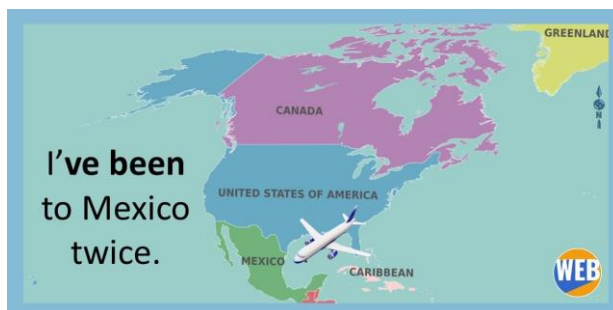 GREENLAND
CANADA
N
I've been
to Mexico
twice.
UNITED STATES OF AMERICA
MEXICO
CARIBBEAN
WEB